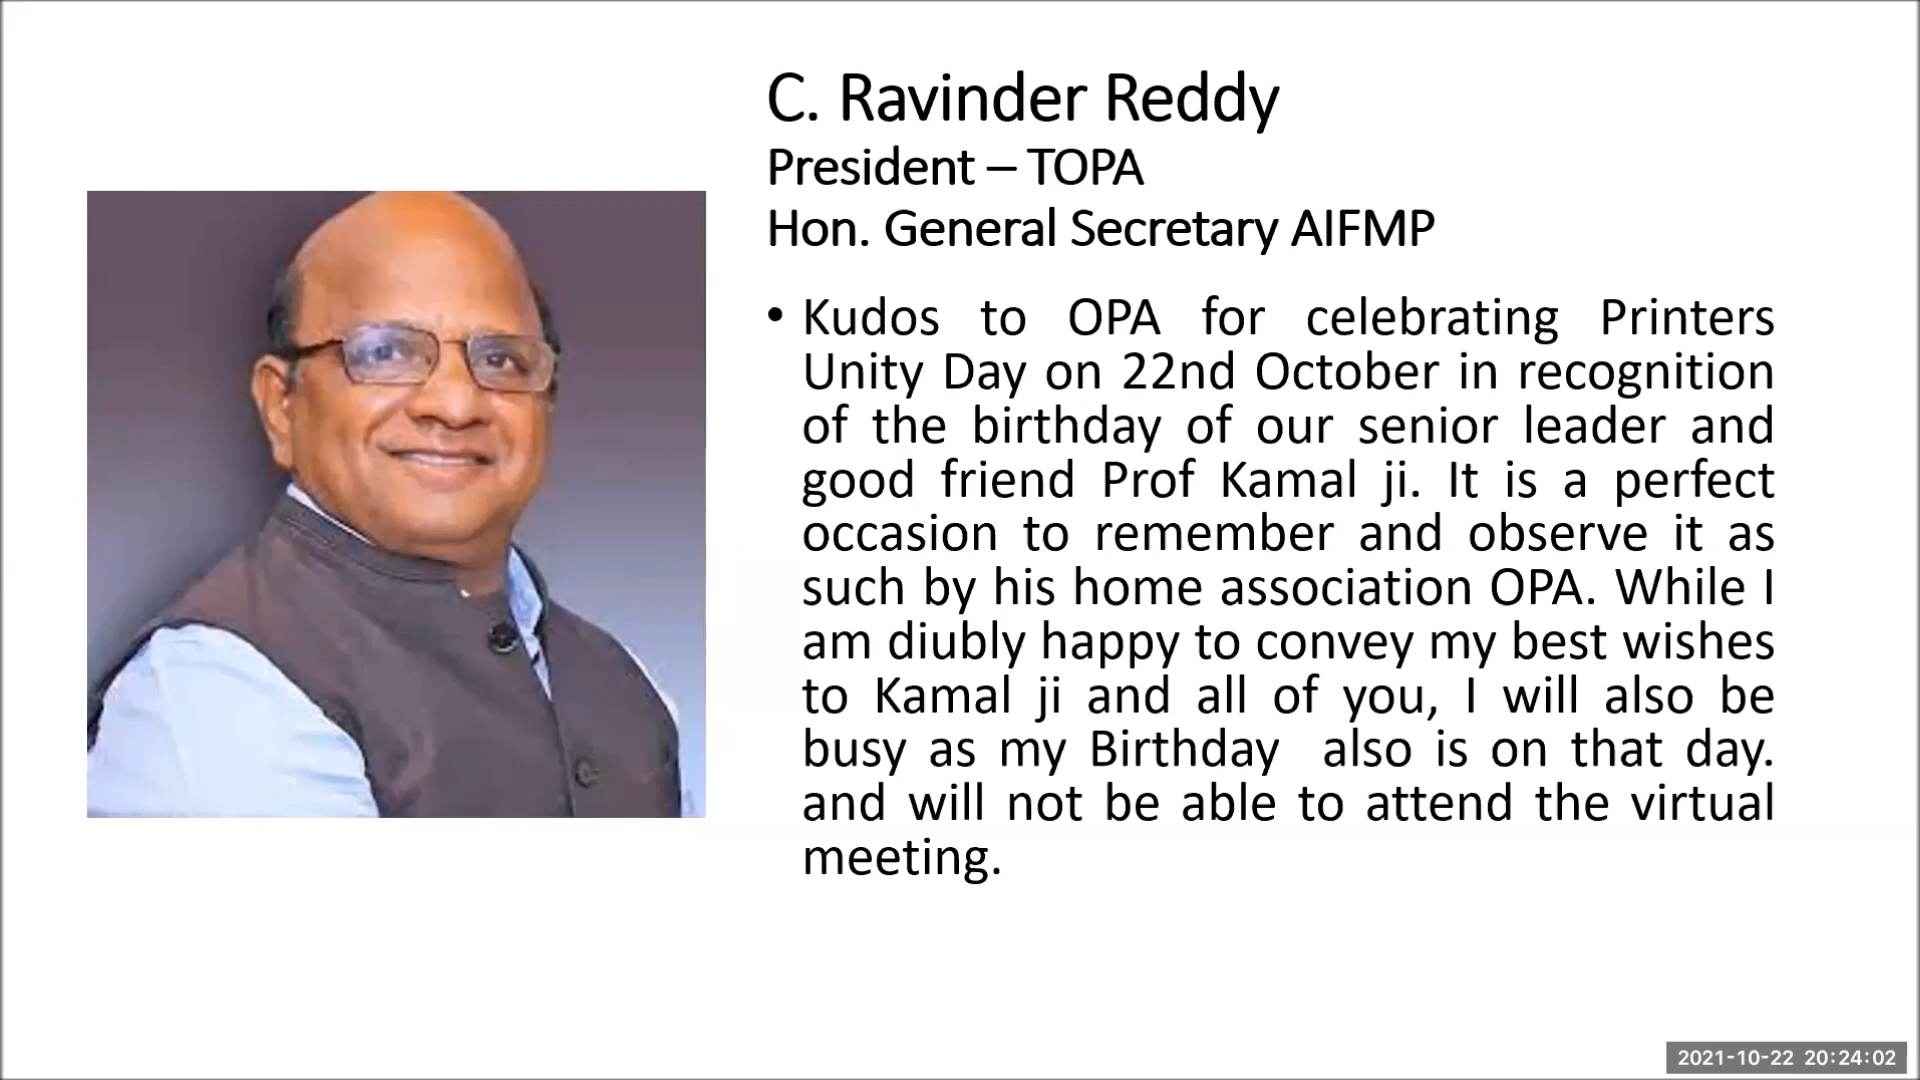 C. Ravinder Reddy
President – TOPA
Hon. General Secretary AIFMP
• Kudos to OPA for celebrating Printers
Unity Day on 22nd October in recognition
of the birthday of our senior leader and
good friend Prof Kamal ji. It is a perfect
occasion to remember and observe it as
such by his home association OPA. While I
am diubly happy to convey my best wishes
to Kamal ji and all of you, I will also be
busy as my Birthday  also is on that day.
and will not be able to attend the virtual
meeting.
2021-10-22 20:24:02